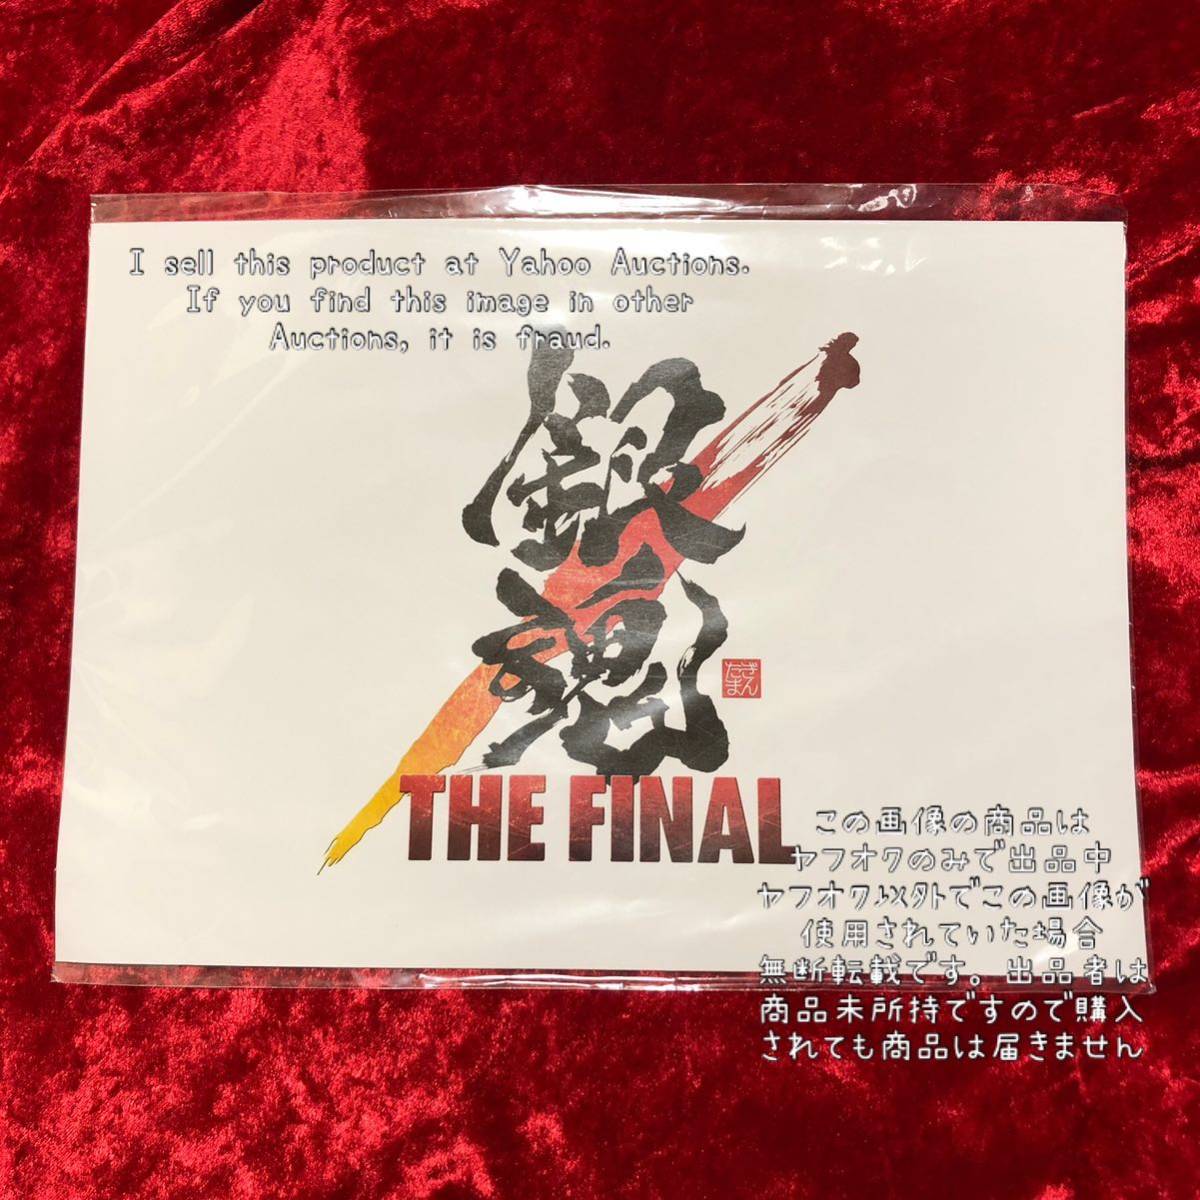 I sell this product at Yahoo Auctions.
If you find this image in other
Auctions, it is fraud.
銀
魂
ぎん
たま
THE FINAL
この画像の商品は
ヤフオクのみで出品中
ヤフオク以外でこの画像が
使用されていた場合
無断転載です。出品者は
商品未所持ですので購入
されても商品は届きません